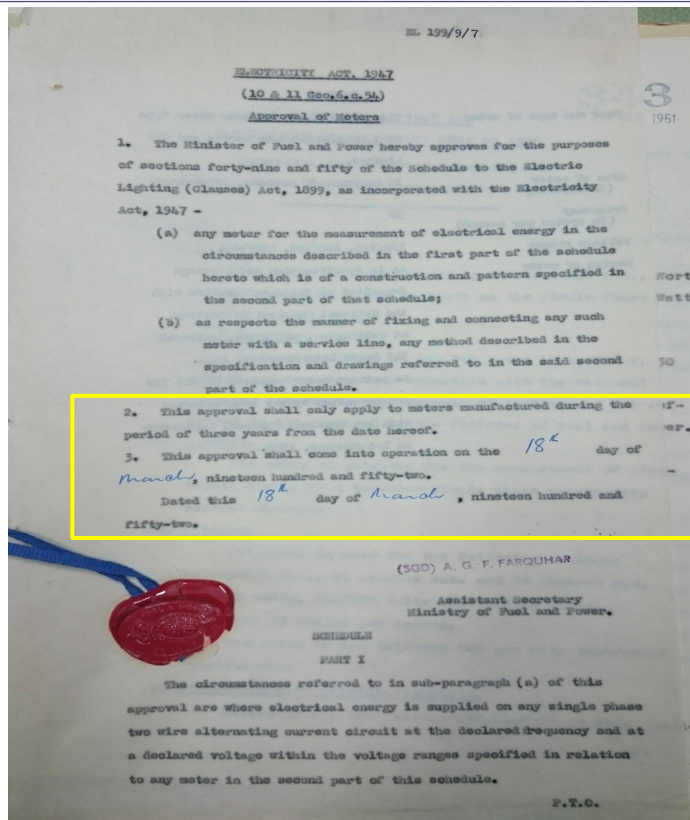 EL 199/9/7
ELECTRICITY ACT, 1947
(10 & 11 Geo.6.c.54)
Approval of Meters
1. The Minister of Fuel and Power hereby approves for the purposes
of sections forty-nine and fifty of the Schedule to the Electric
Lighting (Clauses) Act, 1899, as incorporated with the Electricity
Act, 1947 -
(a) any meter for the measurement of electrical energy in the
circumstances described in the first part of the schedule
hereto which is of a construction and pattern specified in
the second part of that schedule;
(b) as respects the manner of fixing and connecting any such
meter with a service line, any method described in the
specification and drawings referred to in the said second
part of the schedule.
2. This approval shall only apply to meters manufactured during the
period of three years from the date hereof.
3. This approval shall come into operation on the 18th day of
March, nineteen hundred and fifty-two.
Dated this 18th day of March, nineteen hundred and
fifty-two.
(SGD) A. G. F. FARQUHAR
Assistant Secretary
Ministry of Fuel and Power.
SCHEDULE
PART I
The circumstances referred to in sub-paragraph (a) of this
approval are where electrical energy is supplied on any single phase
two wire alternating current circuit at the declared frequency and at
a declared voltage within the voltage ranges specified in relation
to any meter in the second part of this schedule.
P.T.O.
3
1951